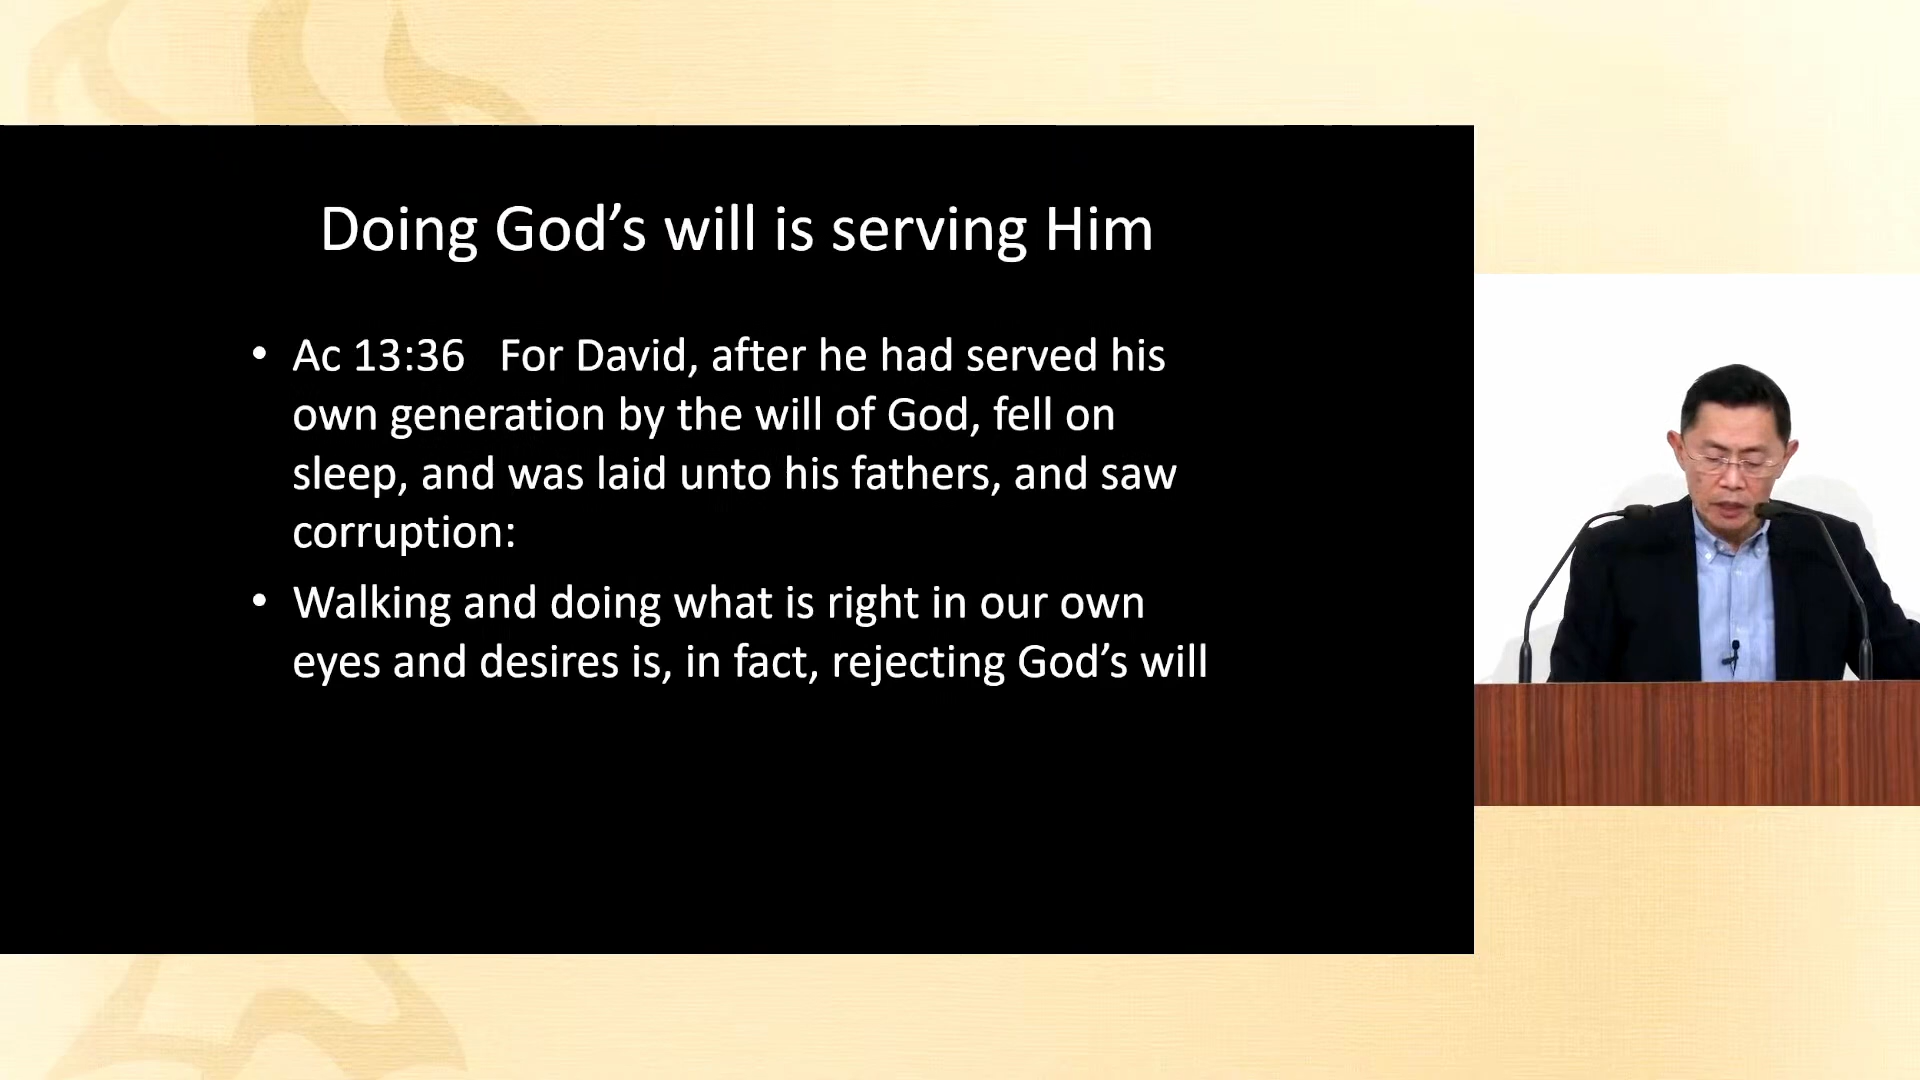 Doing God’s will is serving Him
• Ac 13:36   For David, after he had served his
own generation by the will of God, fell on
sleep, and was laid unto his fathers, and saw
corruption:
• Walking and doing what is right in our own
eyes and desires is, in fact, rejecting God’s will